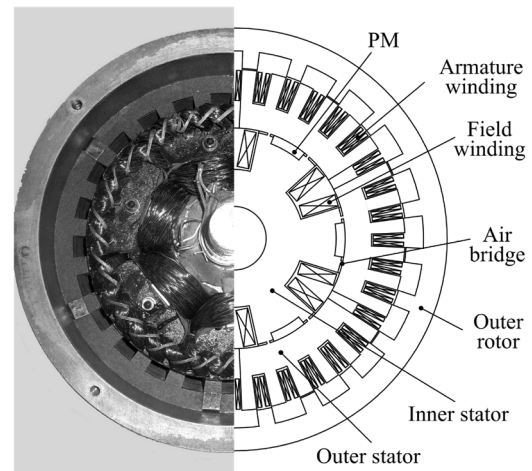 PM
Armature
winding
Field
winding
Air
bridge
Outer
rotor
Inner stator
Outer stator